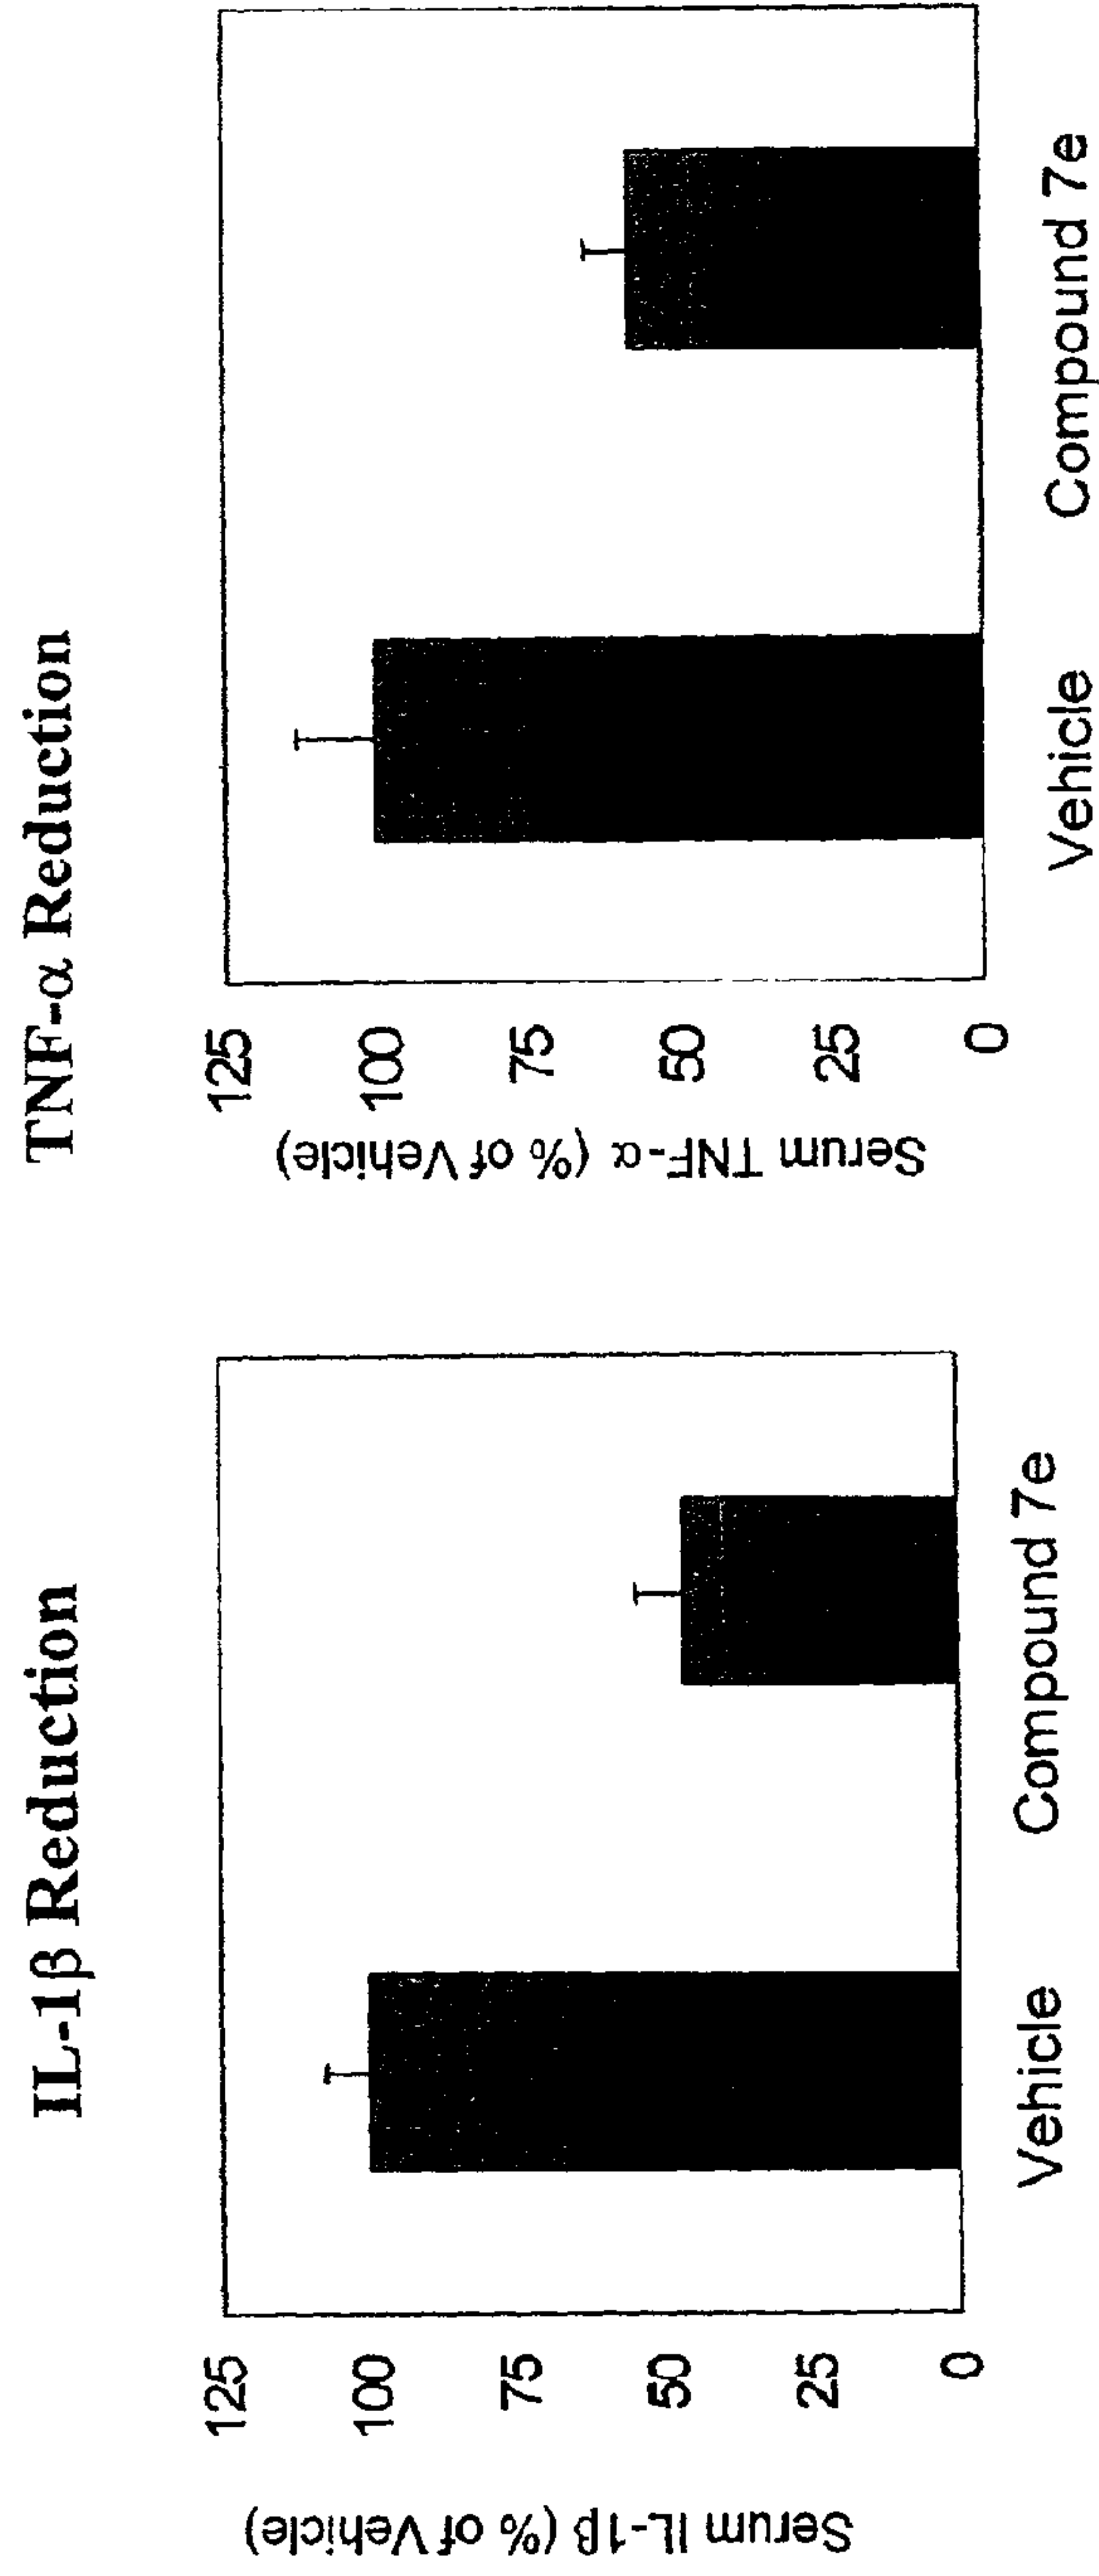 IL-1β Reduction
Serum IL-1β (% of Vehicle)
125
100
75
50
25
0
Vehicle
Compound 7e
TNF-α Reduction
Serum TNF-α (% of Vehicle)
125
100
75
50
25
0
Vehicle
Compound 7e